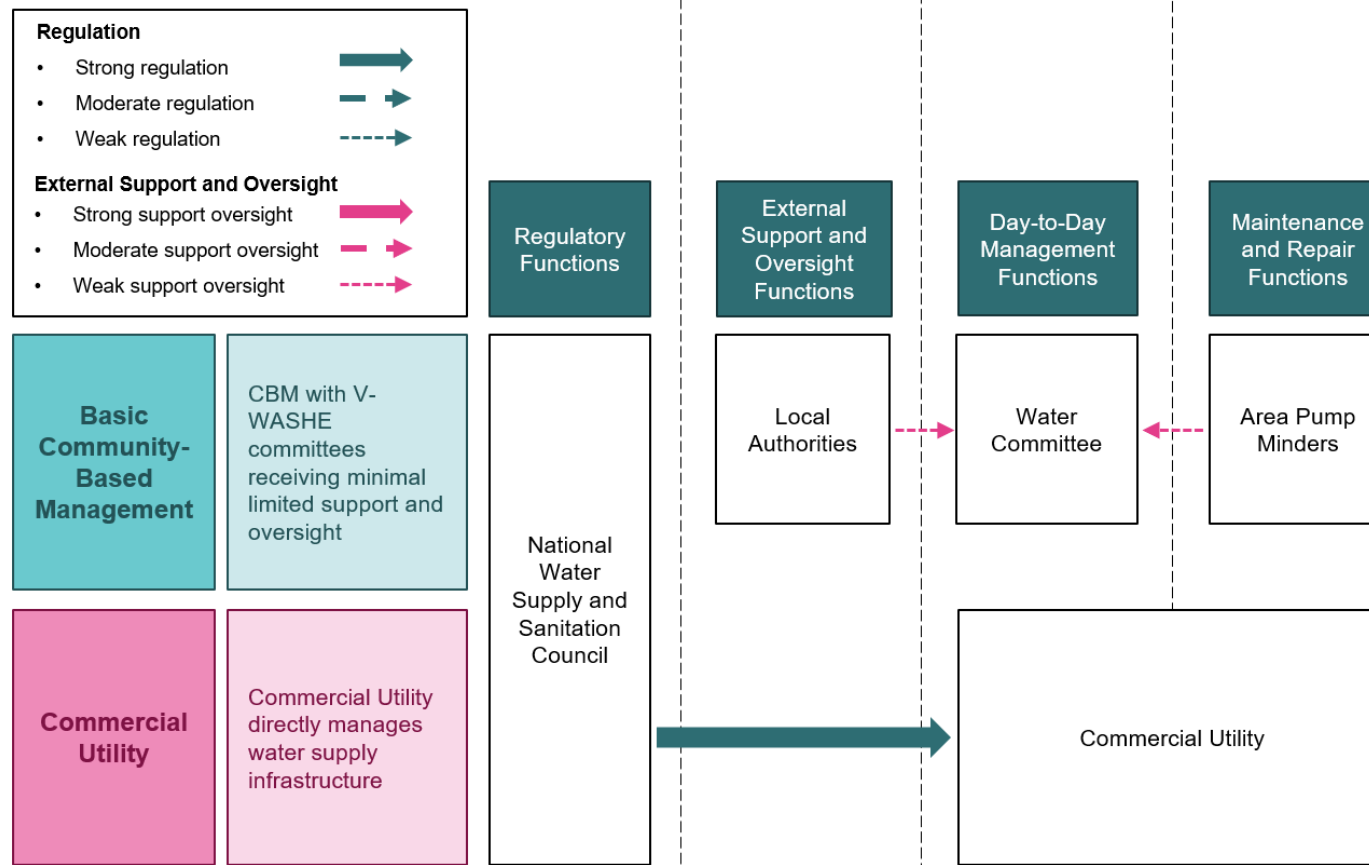 Regulation
• Strong regulation
• Moderate regulation
• Weak regulation
External Support and Oversight
• Strong support oversight
• Moderate support oversight
• Weak support oversight
Regulatory
Functions
External
Support and
Oversight
Functions
Day-to-Day
Management
Functions
Maintenance
and Repair
Functions
Basic
Community-
Based
Management
CBM with V-
WASHE
committees
receiving minimal
limited support and
oversight
National
Water
Supply and
Sanitation
Council
Local
Authorities
Water
Committee
Area Pump
Minders
Commercial
Utility
Commercial Utility
directly manages
water supply
infrastructure
Commercial Utility